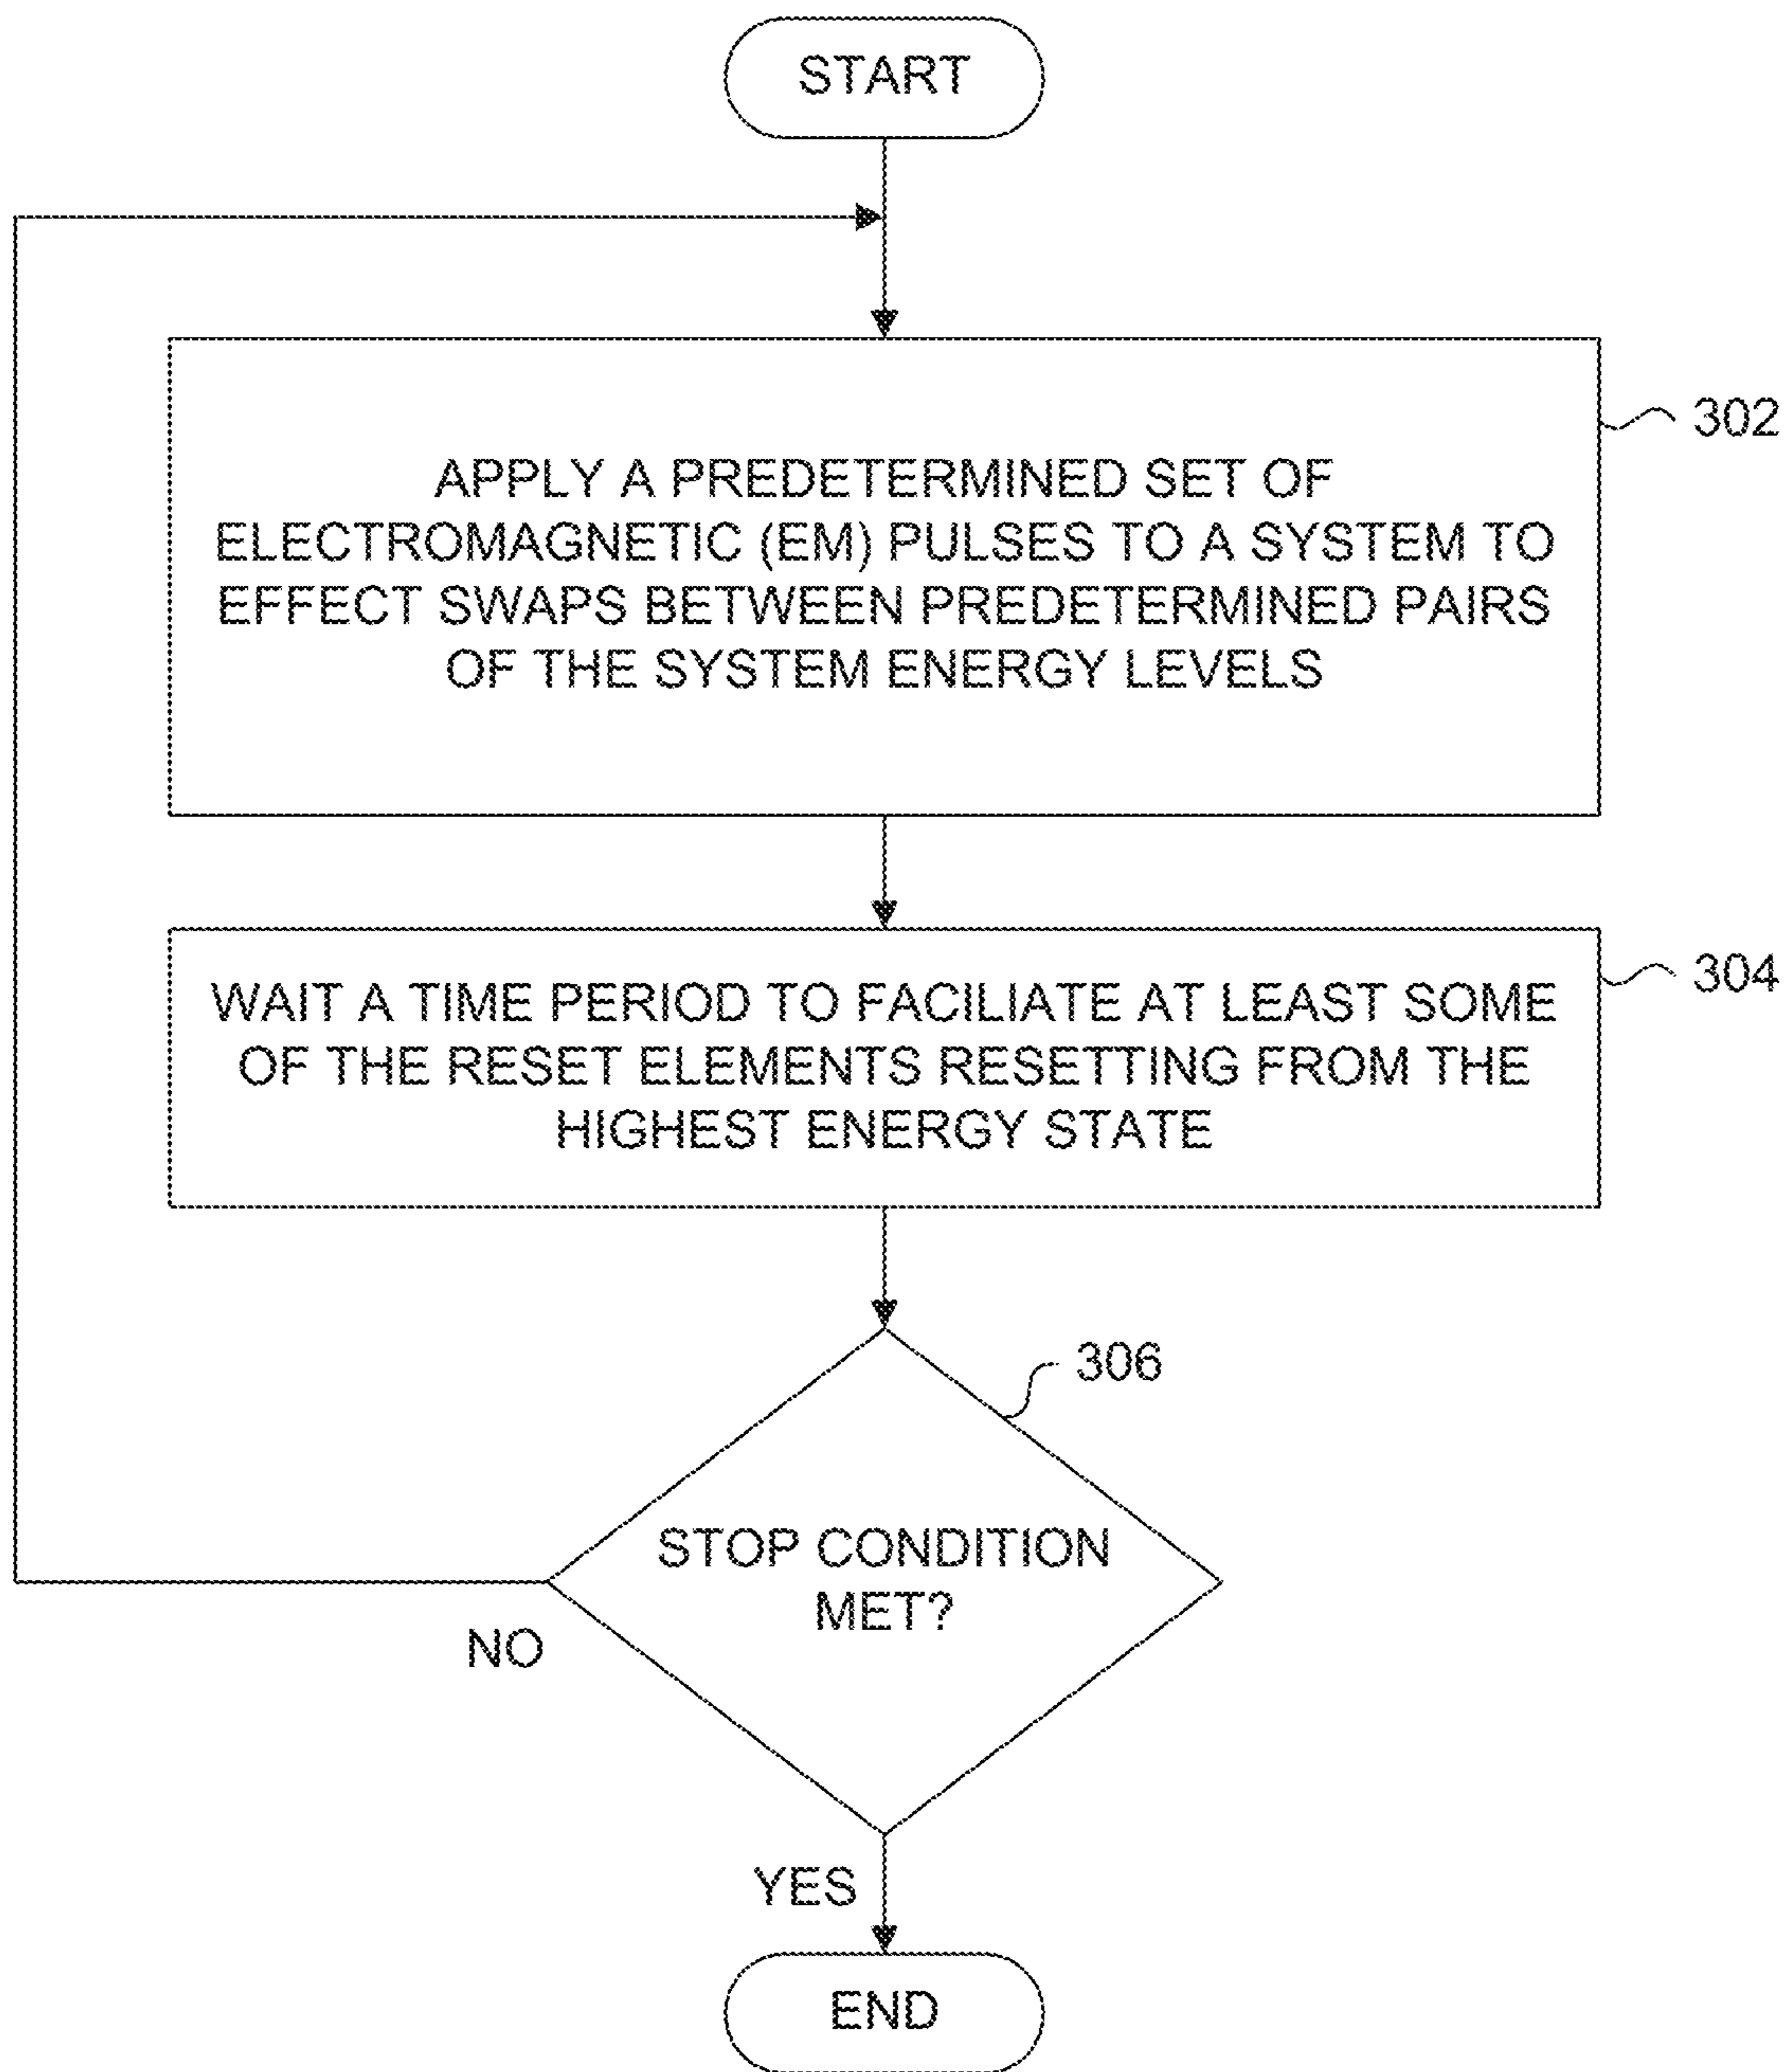 START
APPLY A PREDETERMINED SET OF
ELECTROMAGNETIC (EM) PULSES TO A SYSTEM TO
EFFECT SWAPS BETWEEN PREDETERMINED PAIRS
OF THE SYSTEM ENERGY LEVELS
302
WAIT A TIME PERIOD TO FACILIATE AT LEAST SOME
OF THE RESET ELEMENTS RESETTING FROM THE
HIGHEST ENERGY STATE
304
306
STOP CONDITION
MET?
NO
YES
END